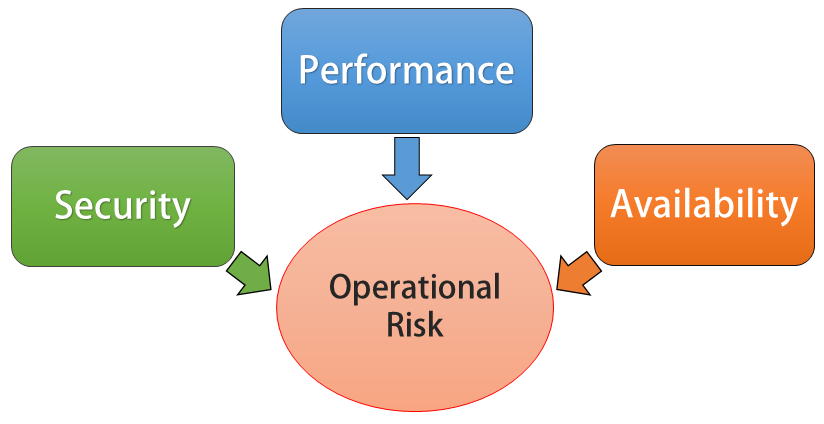 Performance
Security
Availability
Operational
Risk